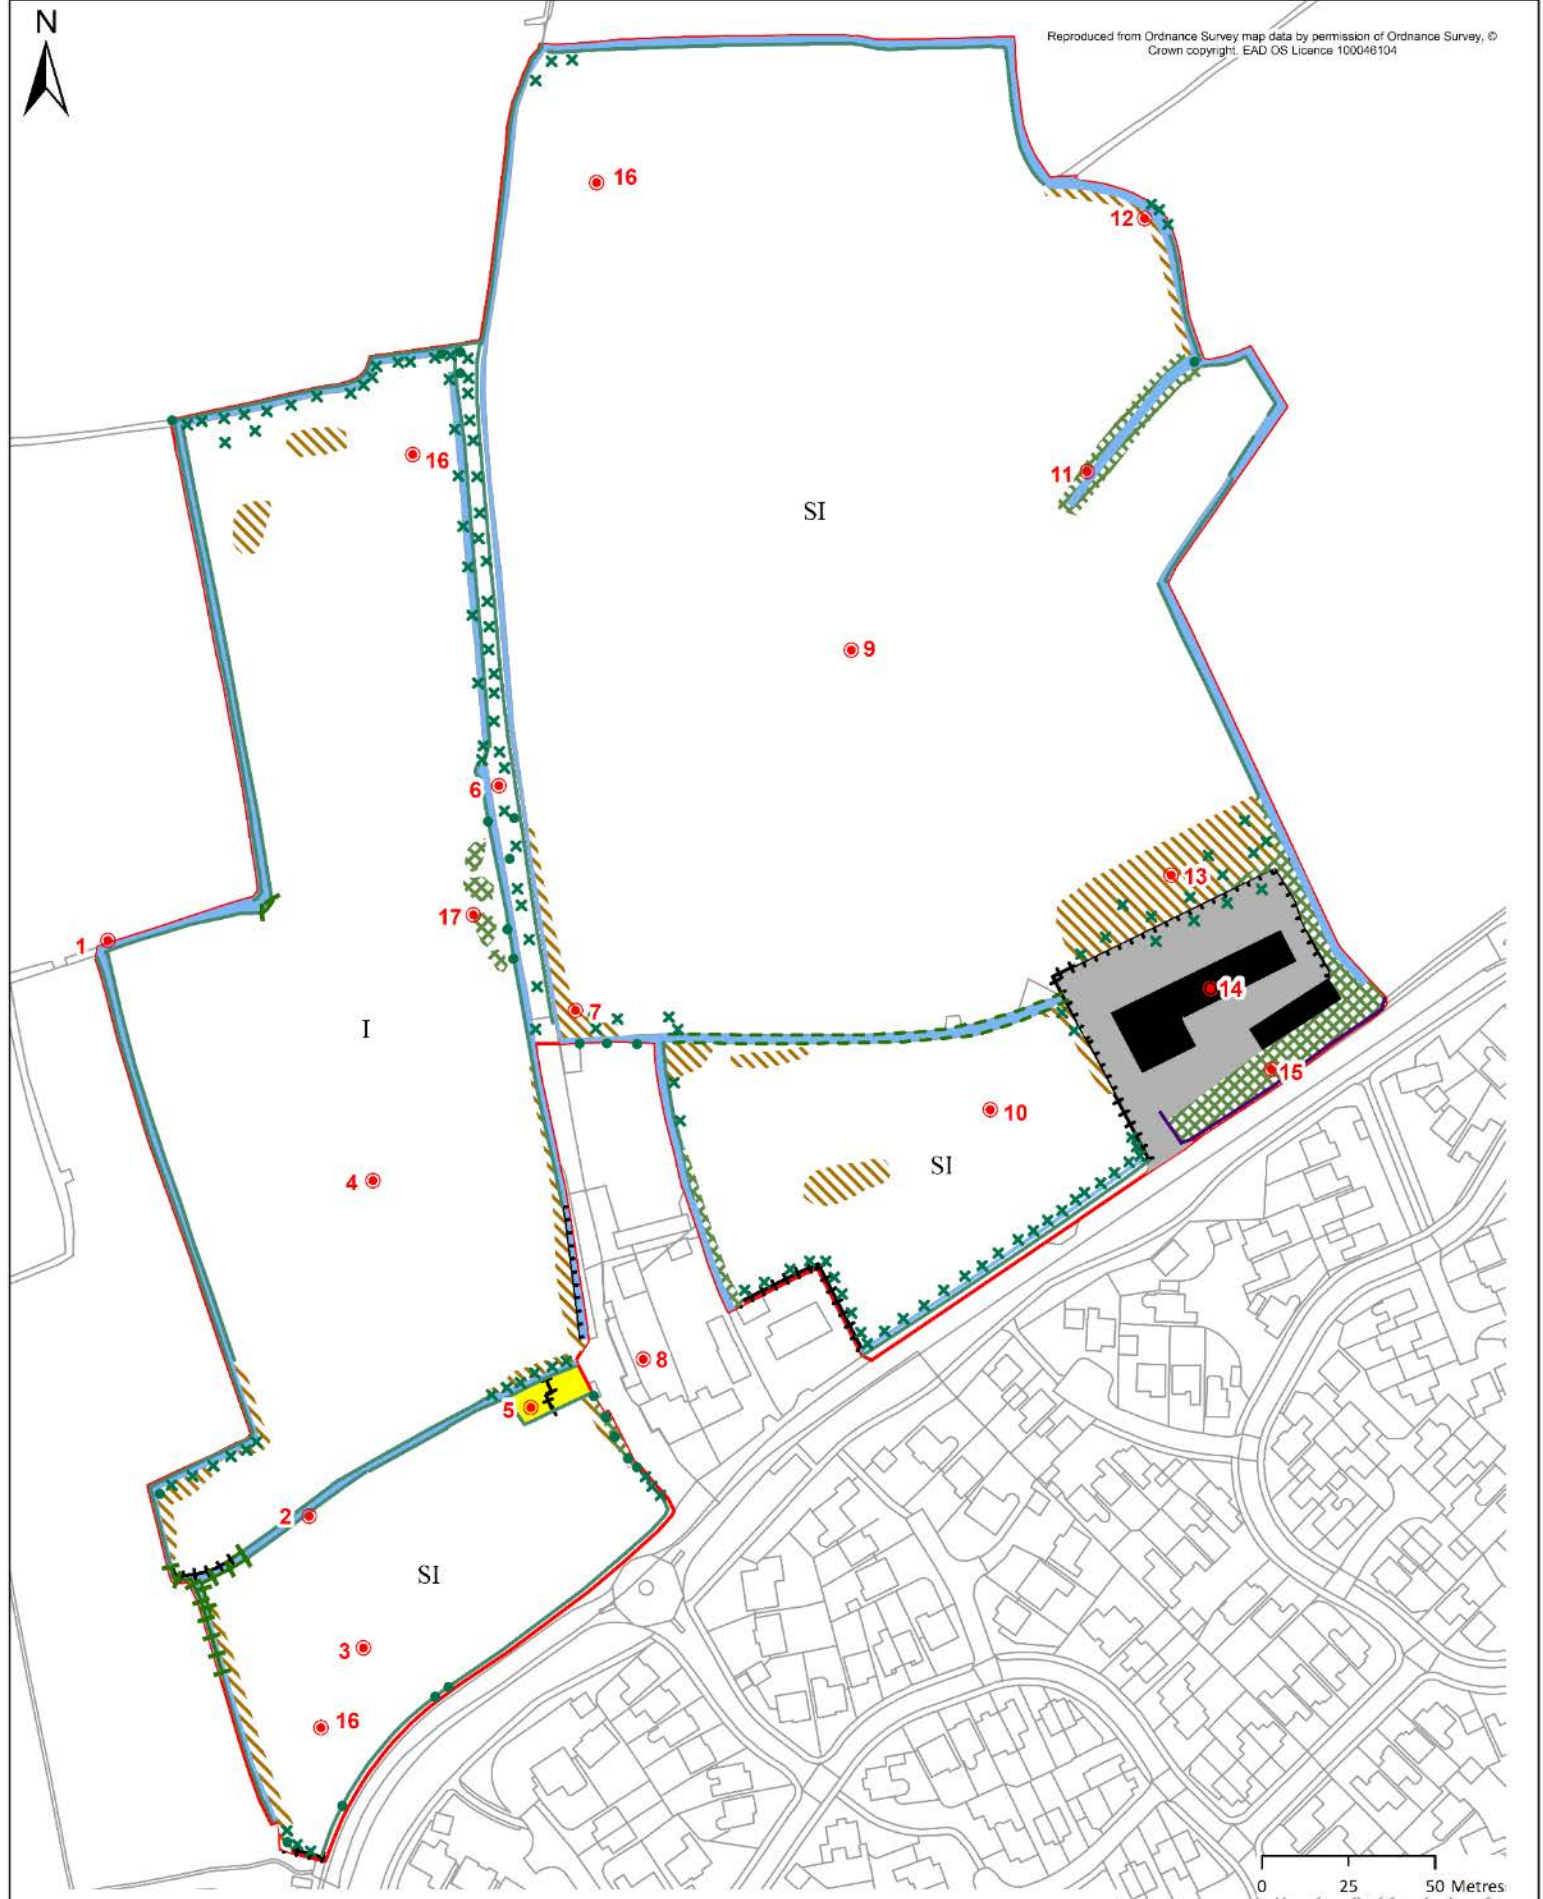 N
Reproduced from Ordnance Survey map data by permission of Ordnance Survey, ©
Crown copyright. EAD OS Licence 100046104
16
12
16
11
SI
9
6
13
17
1
14
7
I
15
10
SI
4
8
5
2
SI
3
16
0 25 50 Metres